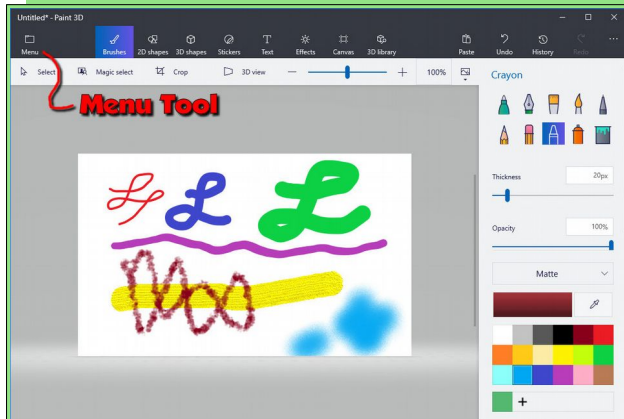 Untitled* - Paint 3D
Menu Brushes 2D shapes 3D shapes Stickers Text Effects Canvas 3D library Paste Undo History Redo ...
Select Magic select Crop 3D view 100%
Menu Tool
Crayon
Thickness 20px
Opacity 100%
Matte